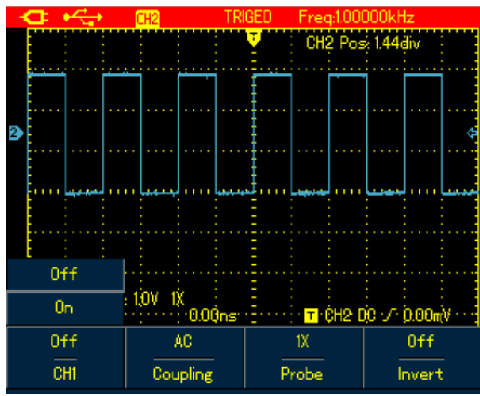 CH2 TRIGED Freq:1.00000kHz
T
CH2 Pos: 1.44div
2
Off
On
1.0V 1X
0.00ns T CH2 DC 0.00mV
Off AC 1X Off
CH1 Coupling Probe Invert